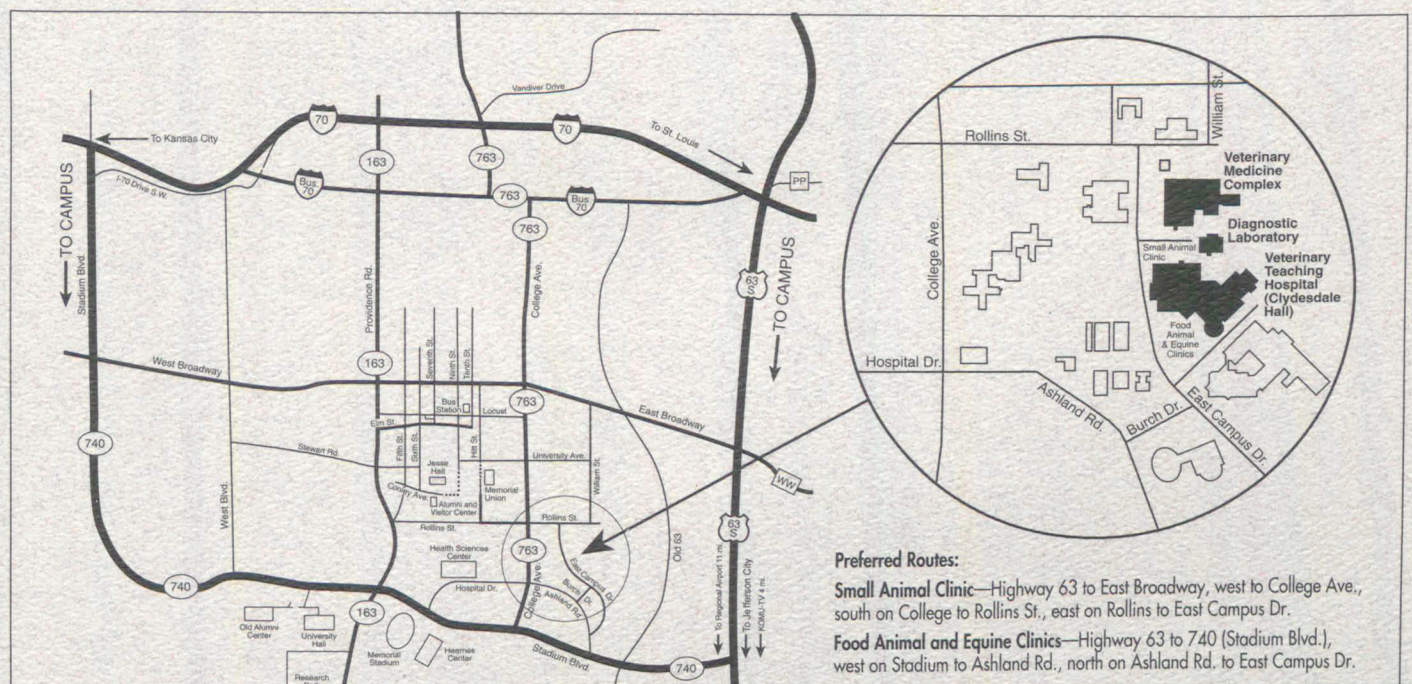 Vandiver Drive
70
70
To Kansas City
To St. Louis
163
763
PP
I-70 Drive S.W.
Bus. 70
763
Bus. 70
763
TO CAMPUS
Stadium Blvd.
Providence Rd.
College Ave.
63
S
TO CAMPUS
163
West Broadway
Seventh St.
Ninth St.
Tenth St.
Bus
Station
Locust
763
East Broadway
Elm St.
740
Stewart Rd.
Fifth St.
Sixth St.
Hitt St.
University Ave.
William St.
WW
Jesse
Hall
Memorial
Union
Conley Ave.
Alumni and
Visitor Center
West Blvd.
Rollins St.
Rollins St.
Old 63
63
S
Health Sciences
Center
763
East Campus Dr.
Hospital Dr.
College Ave.
Burch Dr.
Ashland Rd.
To Regional Airport 11 mi.
To Jefferson City
KOMU-TV 4 mi.
740
163
Old Alumni
Center
University
Hall
Memorial
Stadium
Hearnes
Center
Stadium Blvd.
740
Research
William St.
Rollins St.
Veterinary
Medicine
Complex
Diagnostic
Laboratory
College Ave.
Small Animal
Clinic
Veterinary
Teaching
Hospital
(Clydesdale
Hall)
Food
Animal
& Equine
Clinics
Hospital Dr.
Ashland Rd.
Burch Dr.
East Campus Dr.
Preferred Routes:
Small Animal Clinic—Highway 63 to East Broadway, west to College Ave.,
south on College to Rollins St., east on Rollins to East Campus Dr.
Food Animal and Equine Clinics—Highway 63 to 740 (Stadium Blvd.),
west on Stadium to Ashland Rd., north on Ashland Rd. to East Campus Dr.